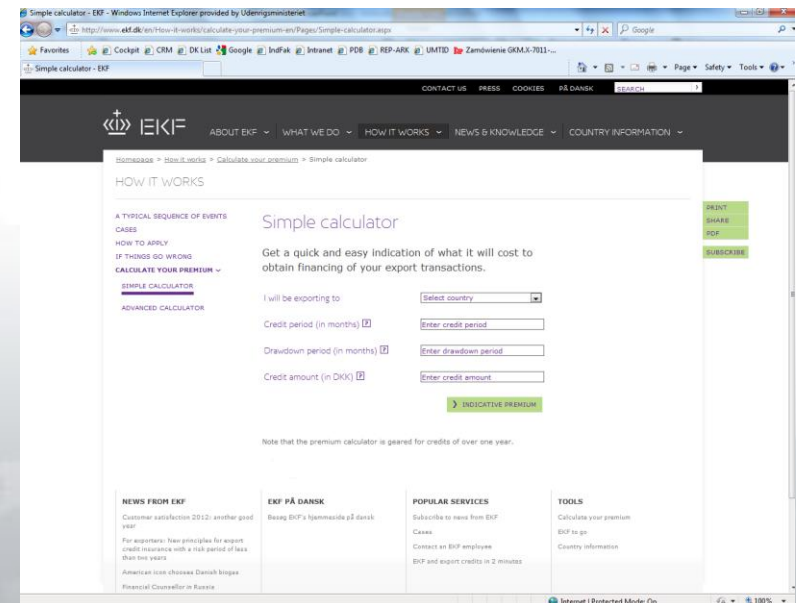 Simple calculator - EKF - Windows Internet Explorer provided by Udenrigsministeriet
http://www.ekf.dk/en/How-it-works/calculate-your-premium-en/Pages/Simple-calculator.aspx
Google
Favorites Cockpit CRM DK List Google IndFak Intranet PDB REP-ARK UMTID Zamówienie GKM.X-7011-...
Simple calculator - EKF
Page Safety Tools
CONTACT US PRESS COOKIES PÅ DANSK SEARCH
EKF ABOUT EKF WHAT WE DO HOW IT WORKS NEWS & KNOWLEDGE COUNTRY INFORMATION
Homepage > How it works > Calculate your premium > Simple calculator
HOW IT WORKS
A TYPICAL SEQUENCE OF EVENTS
CASES
HOW TO APPLY
IF THINGS GO WRONG
CALCULATE YOUR PREMIUM
SIMPLE CALCULATOR
ADVANCED CALCULATOR
Simple calculator
Get a quick and easy indication of what it will cost to
obtain financing of your export transactions.
I will be exporting to Select country
Credit period (in months) ? Enter credit period
Drawdown period (in months) ? Enter drawdown period
Credit amount (in DKK) ? Enter credit amount
INDICATIVE PREMIUM
Note that the premium calculator is geared for credits of over one year.
PRINT
SHARE
PDF
SUBSCRIBE
NEWS FROM EKF
Customer satisfaction 2012: another good
year
For exporters: New principles for export
credit insurance with a risk period of less
than two years
American icon chooses Danish biogas
Financial Counsellor in Russia
EKF PÅ DANSK
Besøg EKF's hjemmeside på dansk
POPULAR SERVICES
Subscribe to news from EKF
Cases
Contact an EKF employee
EKF and export credits in 2 minutes
TOOLS
Calculate your premium
EKF to go
Country information
Internet | Protected Mode: On 100%